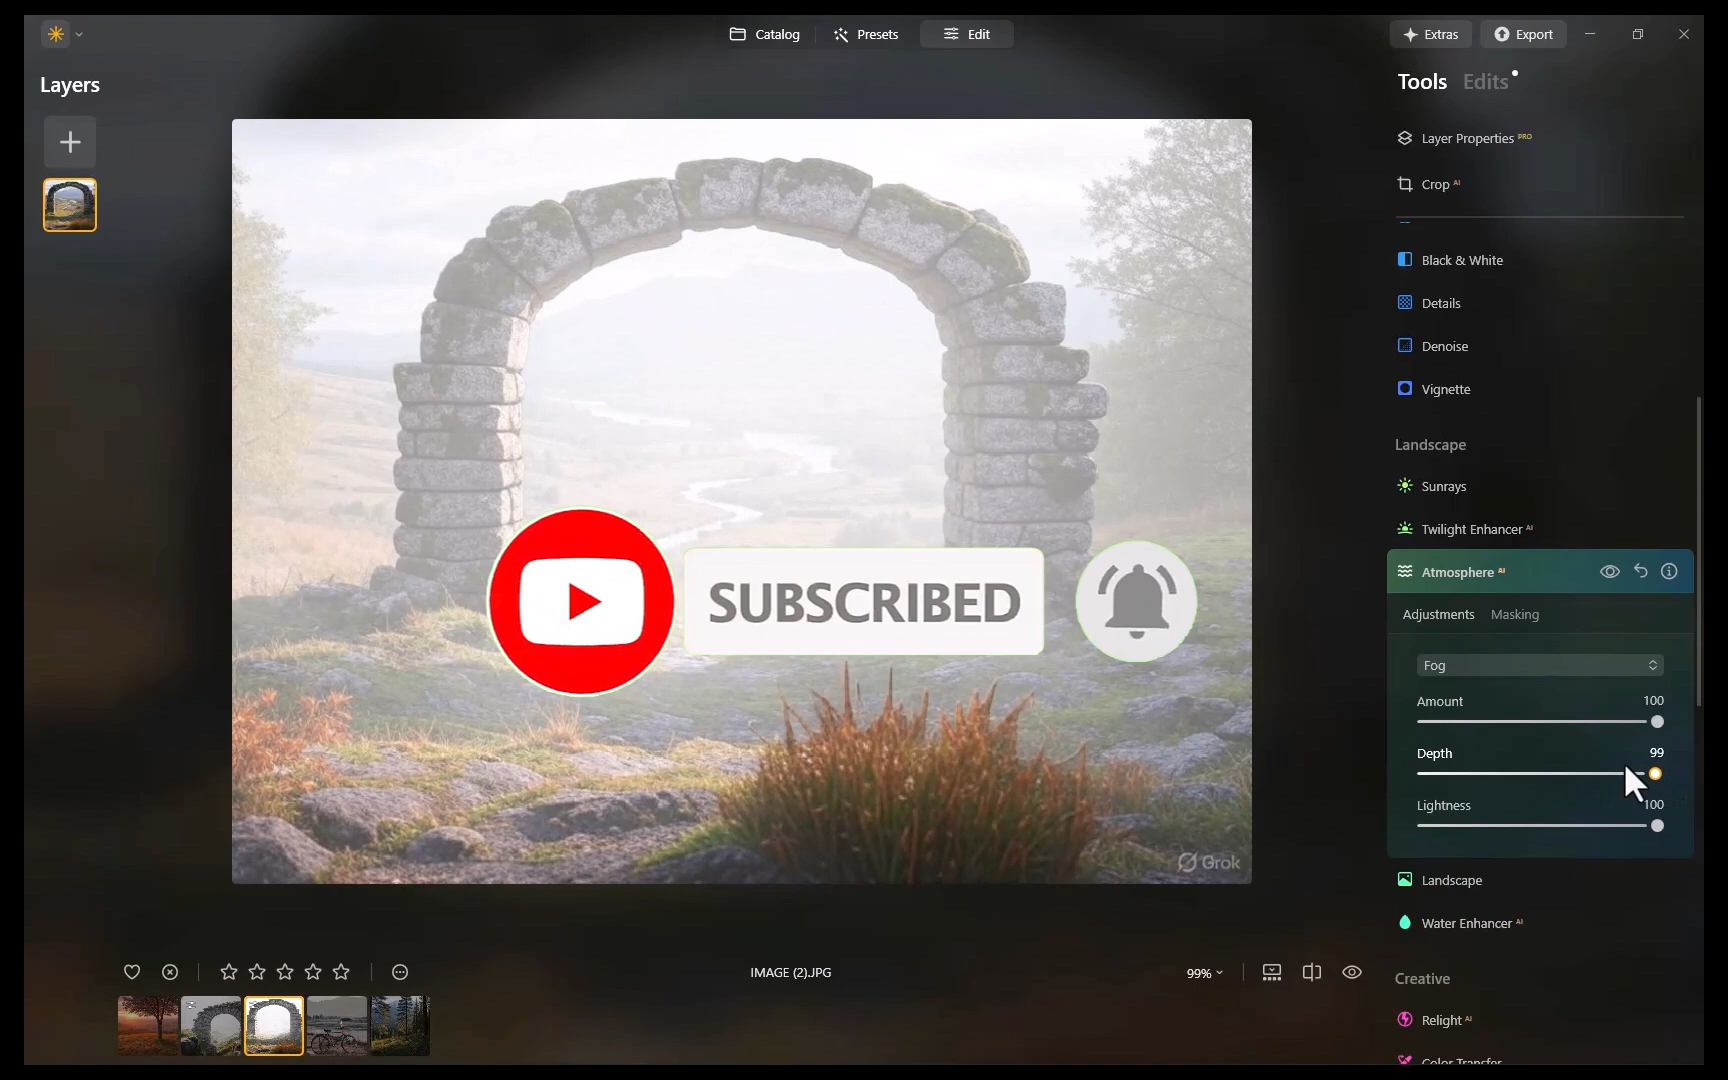 Catalog
Presets
Edit
Extras
Export
Layers
Tools
Edits
Layer Properties PRO
Crop AI
Black & White
Details
Denoise
Vignette
Landscape
Sunrays
Twilight Enhancer AI
Atmosphere AI
Adjustments
Masking
Fog
Amount
100
Depth
99
Lightness
100
SUBSCRIBED
Grok
Landscape
Water Enhancer AI
IMAGE (2).JPG
99%
Creative
Relight AI
Color Transfer